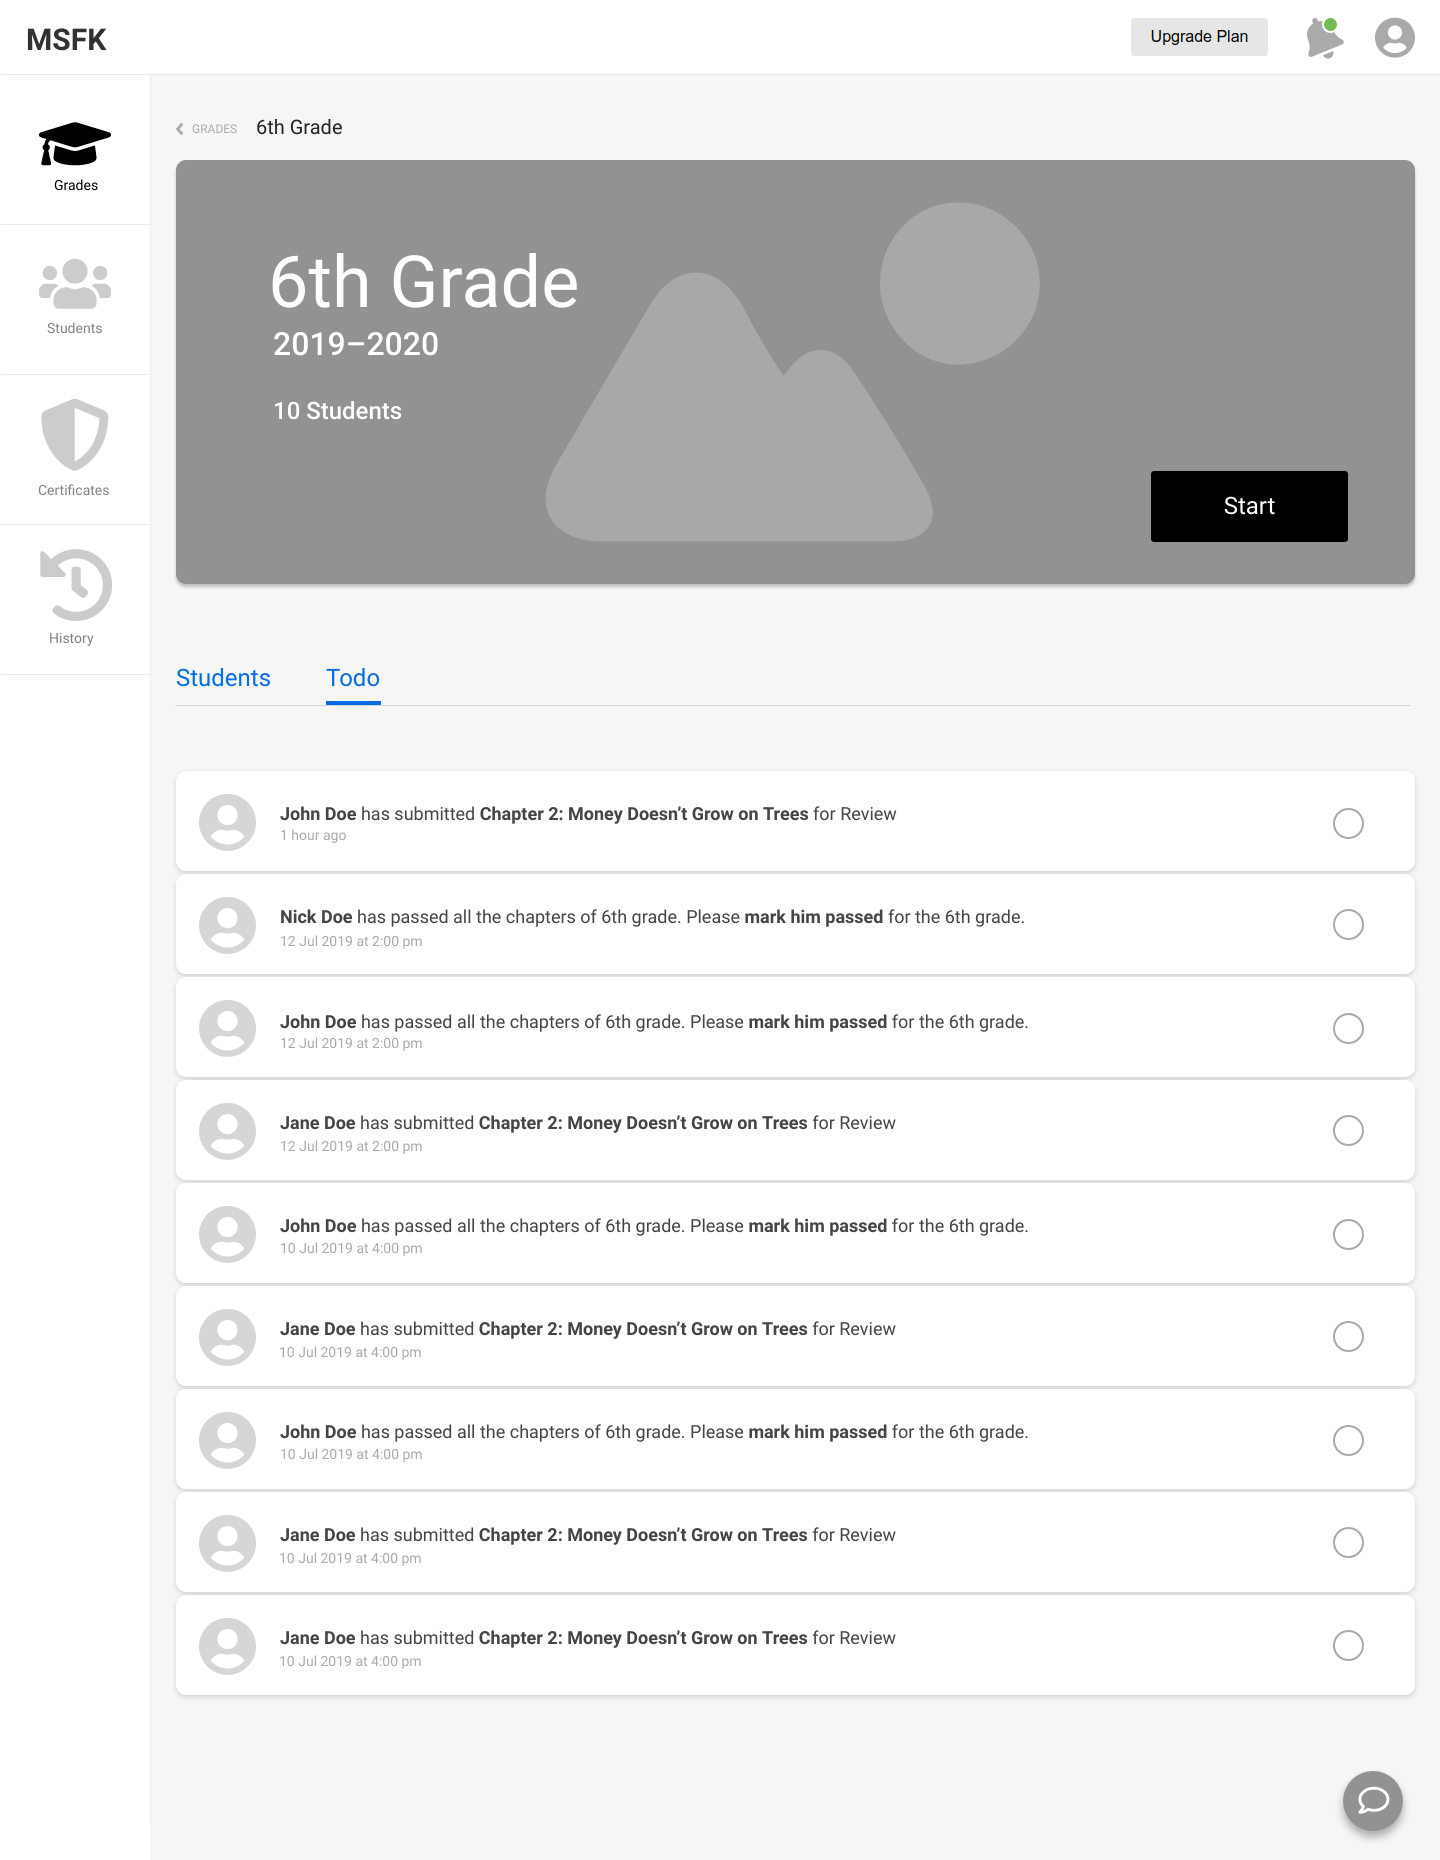 MSFK
Upgrade Plan
Grades
Students
Certificates
History
GRADES 6th Grade
6th Grade
2019–2020
10 Students
Start
Students Todo
John Doe has submitted Chapter 2: Money Doesn’t Grow on Trees for Review
1 hour ago
Nick Doe has passed all the chapters of 6th grade. Please mark him passed for the 6th grade.
12 Jul 2019 at 2:00 pm
John Doe has passed all the chapters of 6th grade. Please mark him passed for the 6th grade.
12 Jul 2019 at 2:00 pm
Jane Doe has submitted Chapter 2: Money Doesn’t Grow on Trees for Review
12 Jul 2019 at 2:00 pm
John Doe has passed all the chapters of 6th grade. Please mark him passed for the 6th grade.
10 Jul 2019 at 4:00 pm
Jane Doe has submitted Chapter 2: Money Doesn’t Grow on Trees for Review
10 Jul 2019 at 4:00 pm
John Doe has passed all the chapters of 6th grade. Please mark him passed for the 6th grade.
10 Jul 2019 at 4:00 pm
Jane Doe has submitted Chapter 2: Money Doesn’t Grow on Trees for Review
10 Jul 2019 at 4:00 pm
Jane Doe has submitted Chapter 2: Money Doesn’t Grow on Trees for Review
10 Jul 2019 at 4:00 pm